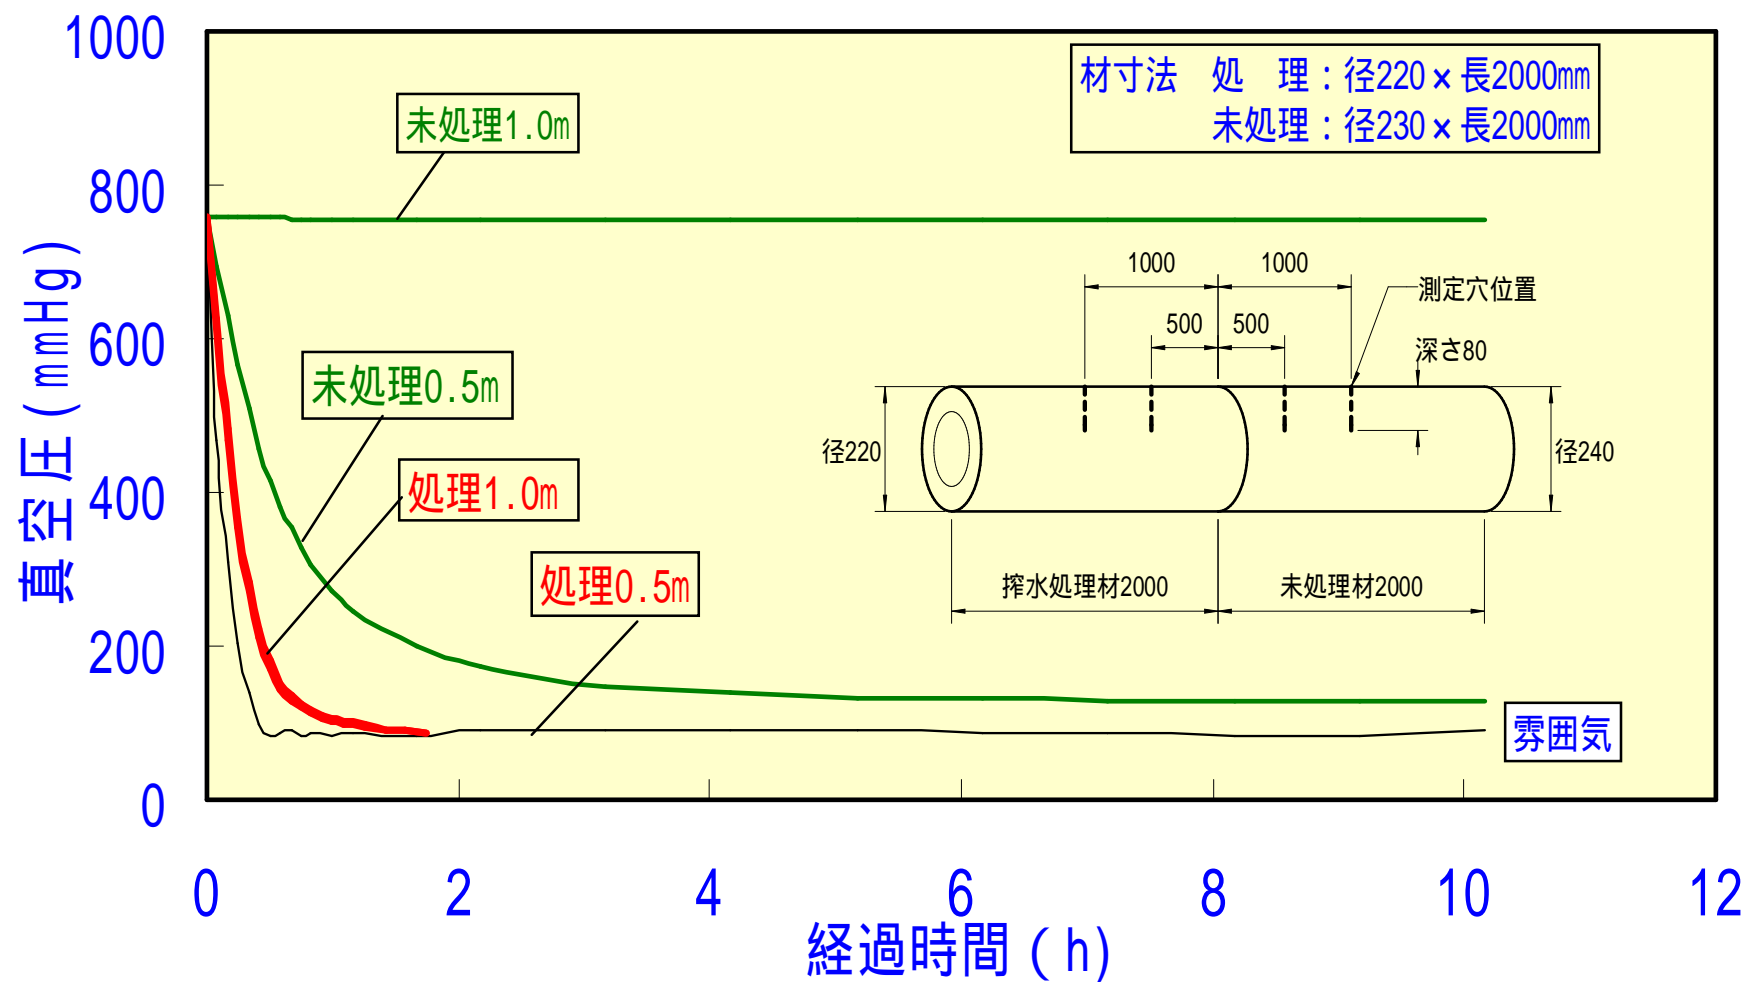 1000
800
600
400
200
0
真空圧(mmHg)
0
2
4
6
8
10
12
経過時間(h)
材寸法 処 理：径220×長2000mm
未処理：径230×長2000mm
未処理1.0m
未処理0.5m
処理1.0m
処理0.5m
雰囲気
1000
1000
測定穴位置
500
500
深さ80
径220
径240
搾水処理材2000
未処理材2000